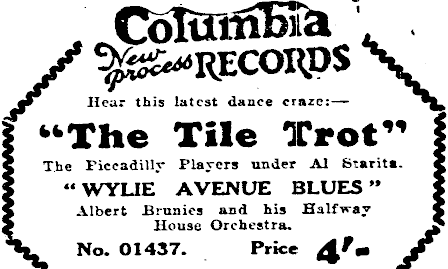 Columbia
New
process RECORDS
Hear this latest dance craze:—
"The Tile Trot"
The Piccadilly Players under Al Starita.
"WYLIE AVENUE BLUES"
Albert Brunies and his Halfway
House Orchestra.
No. 01437. Price 4/-